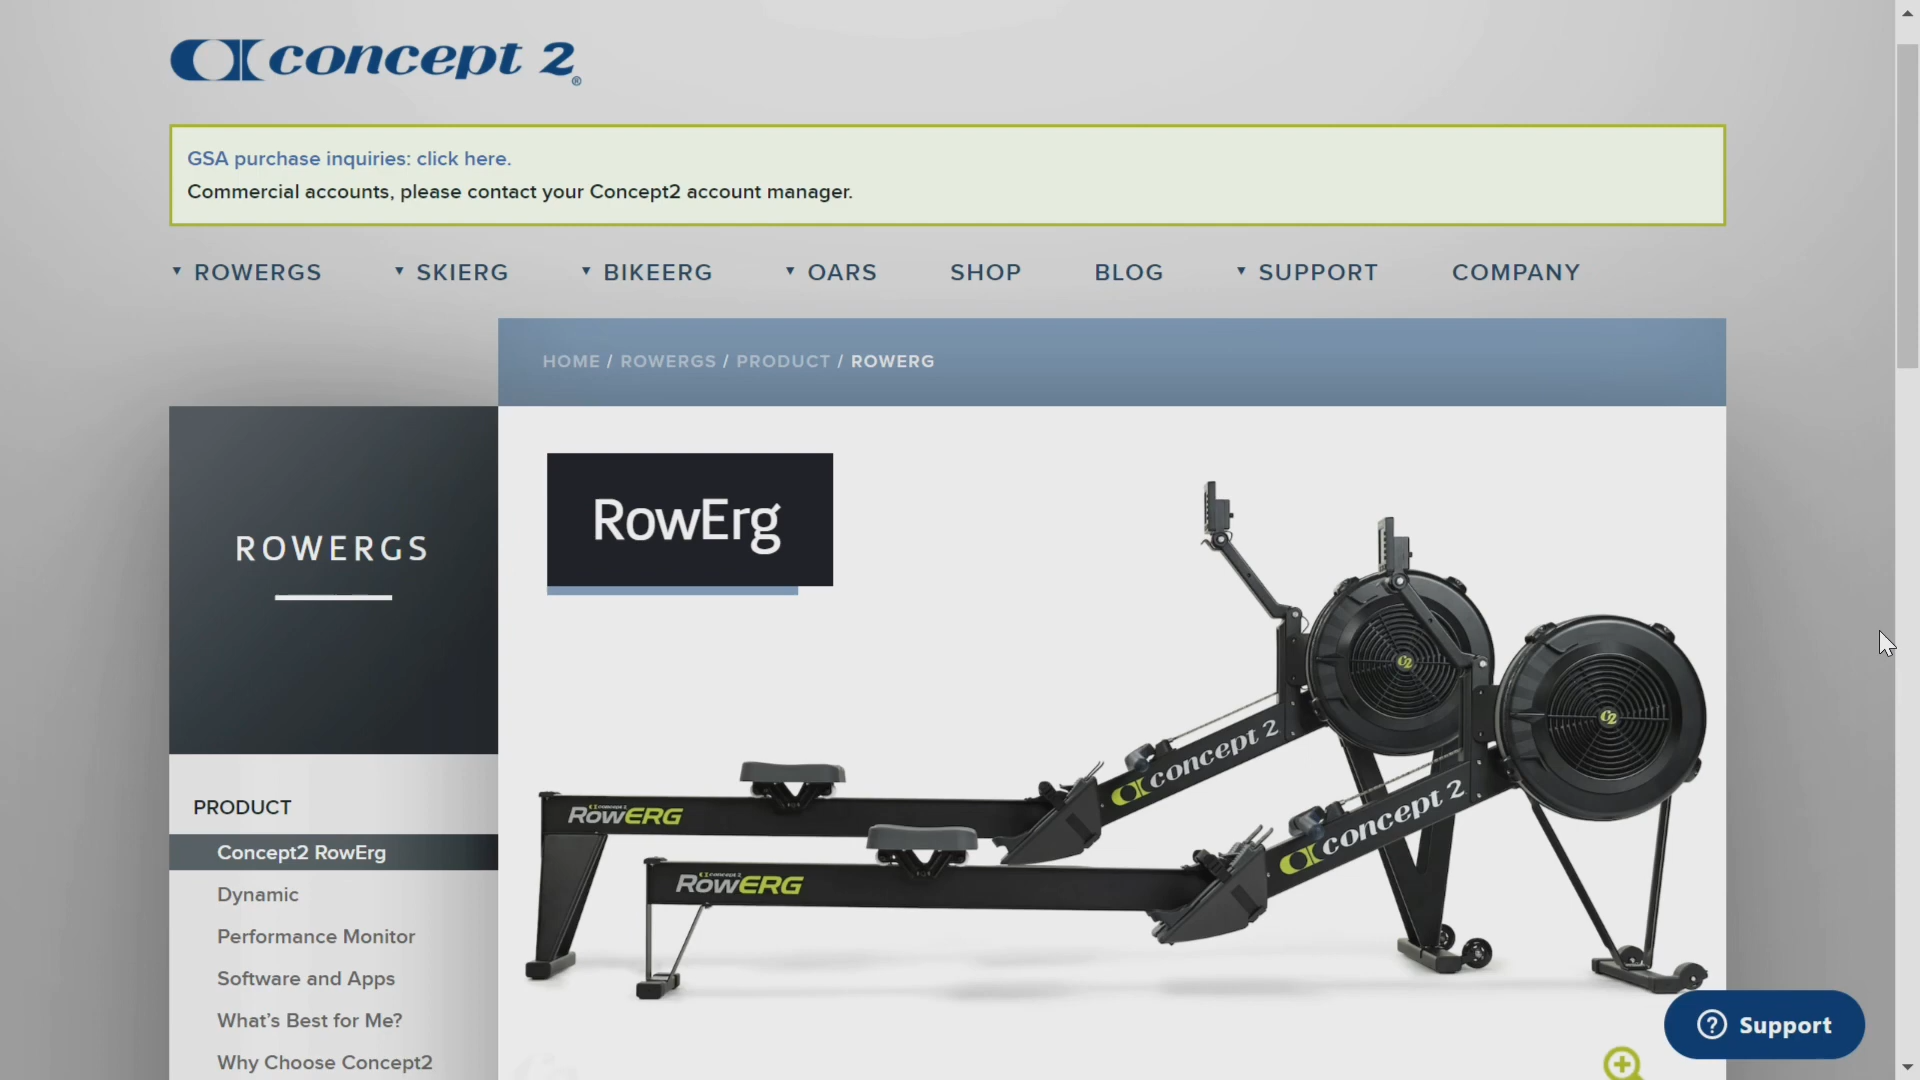 concept 2®
GSA purchase inquiries: click here.
Commercial accounts, please contact your Concept2 account manager.
ROWERGS SKIERG BIKEERG OARS SHOP BLOG SUPPORT COMPANY
HOME / ROWERGS / PRODUCT / ROWERG
RowErg
ROWERGS
concept 2
RowERG
concept 2
RowERG
PRODUCT
Concept2 RowErg
Dynamic
Performance Monitor
Software and Apps
What's Best for Me?
Why Choose Concept2
Support